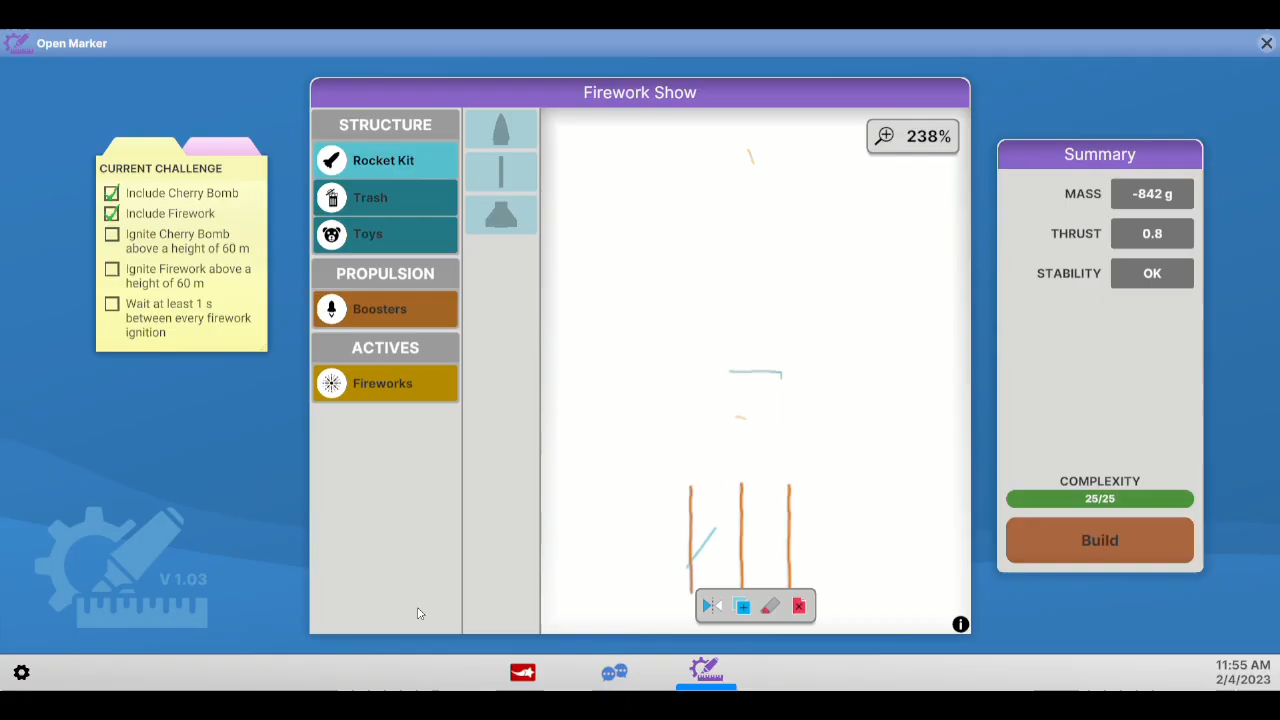 Open Marker
Firework Show
CURRENT CHALLENGE
Include Cherry Bomb
Include Firework
Ignite Cherry Bomb
above a height of 60 m
Ignite Firework above a
height of 60 m
Wait at least 1 s
between every firework
ignition
STRUCTURE
Rocket Kit
Trash
Toys
PROPULSION
Boosters
ACTIVES
Fireworks
238%
Summary
MASS -842 g
THRUST 0.8
STABILITY OK
COMPLEXITY
25/25
Build
V 1.03
11:55 AM
2/4/2023